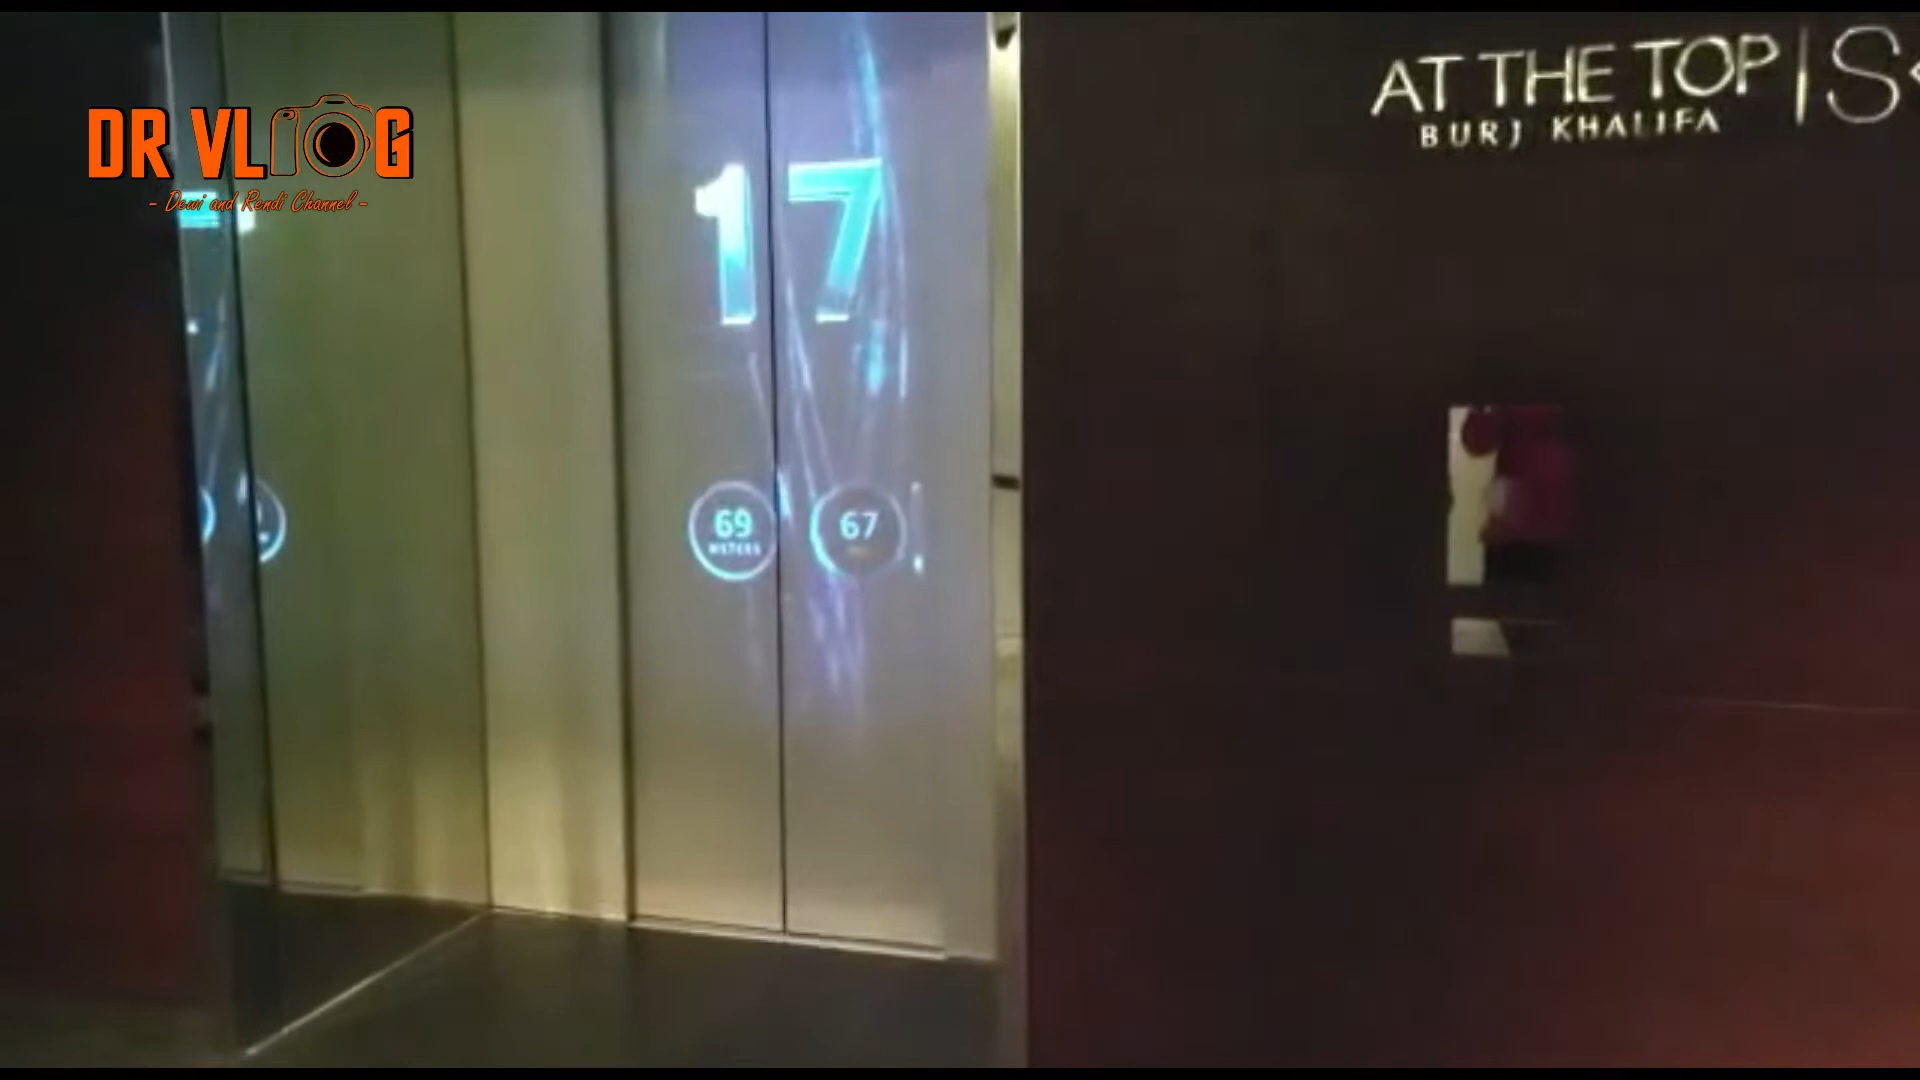 DR VLOG
- Dewi and Rendi Channel -
AT THE TOP | S
BURJ KHALIFA
17
69
METERS
67